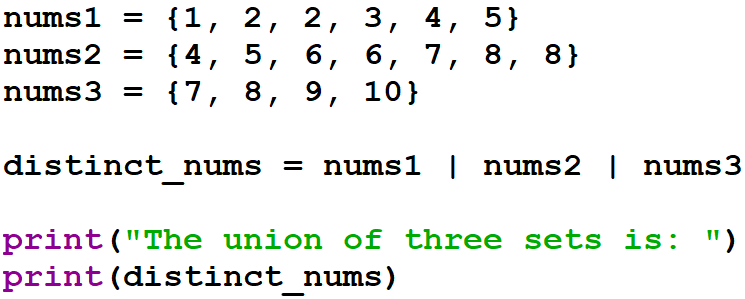 nums1 = {1, 2, 2, 3, 4, 5}
nums2 = {4, 5, 6, 6, 7, 8, 8}
nums3 = {7, 8, 9, 10}
distinct_nums = nums1 | nums2 | nums3
print("The union of three sets is: ")
print(distinct_nums)